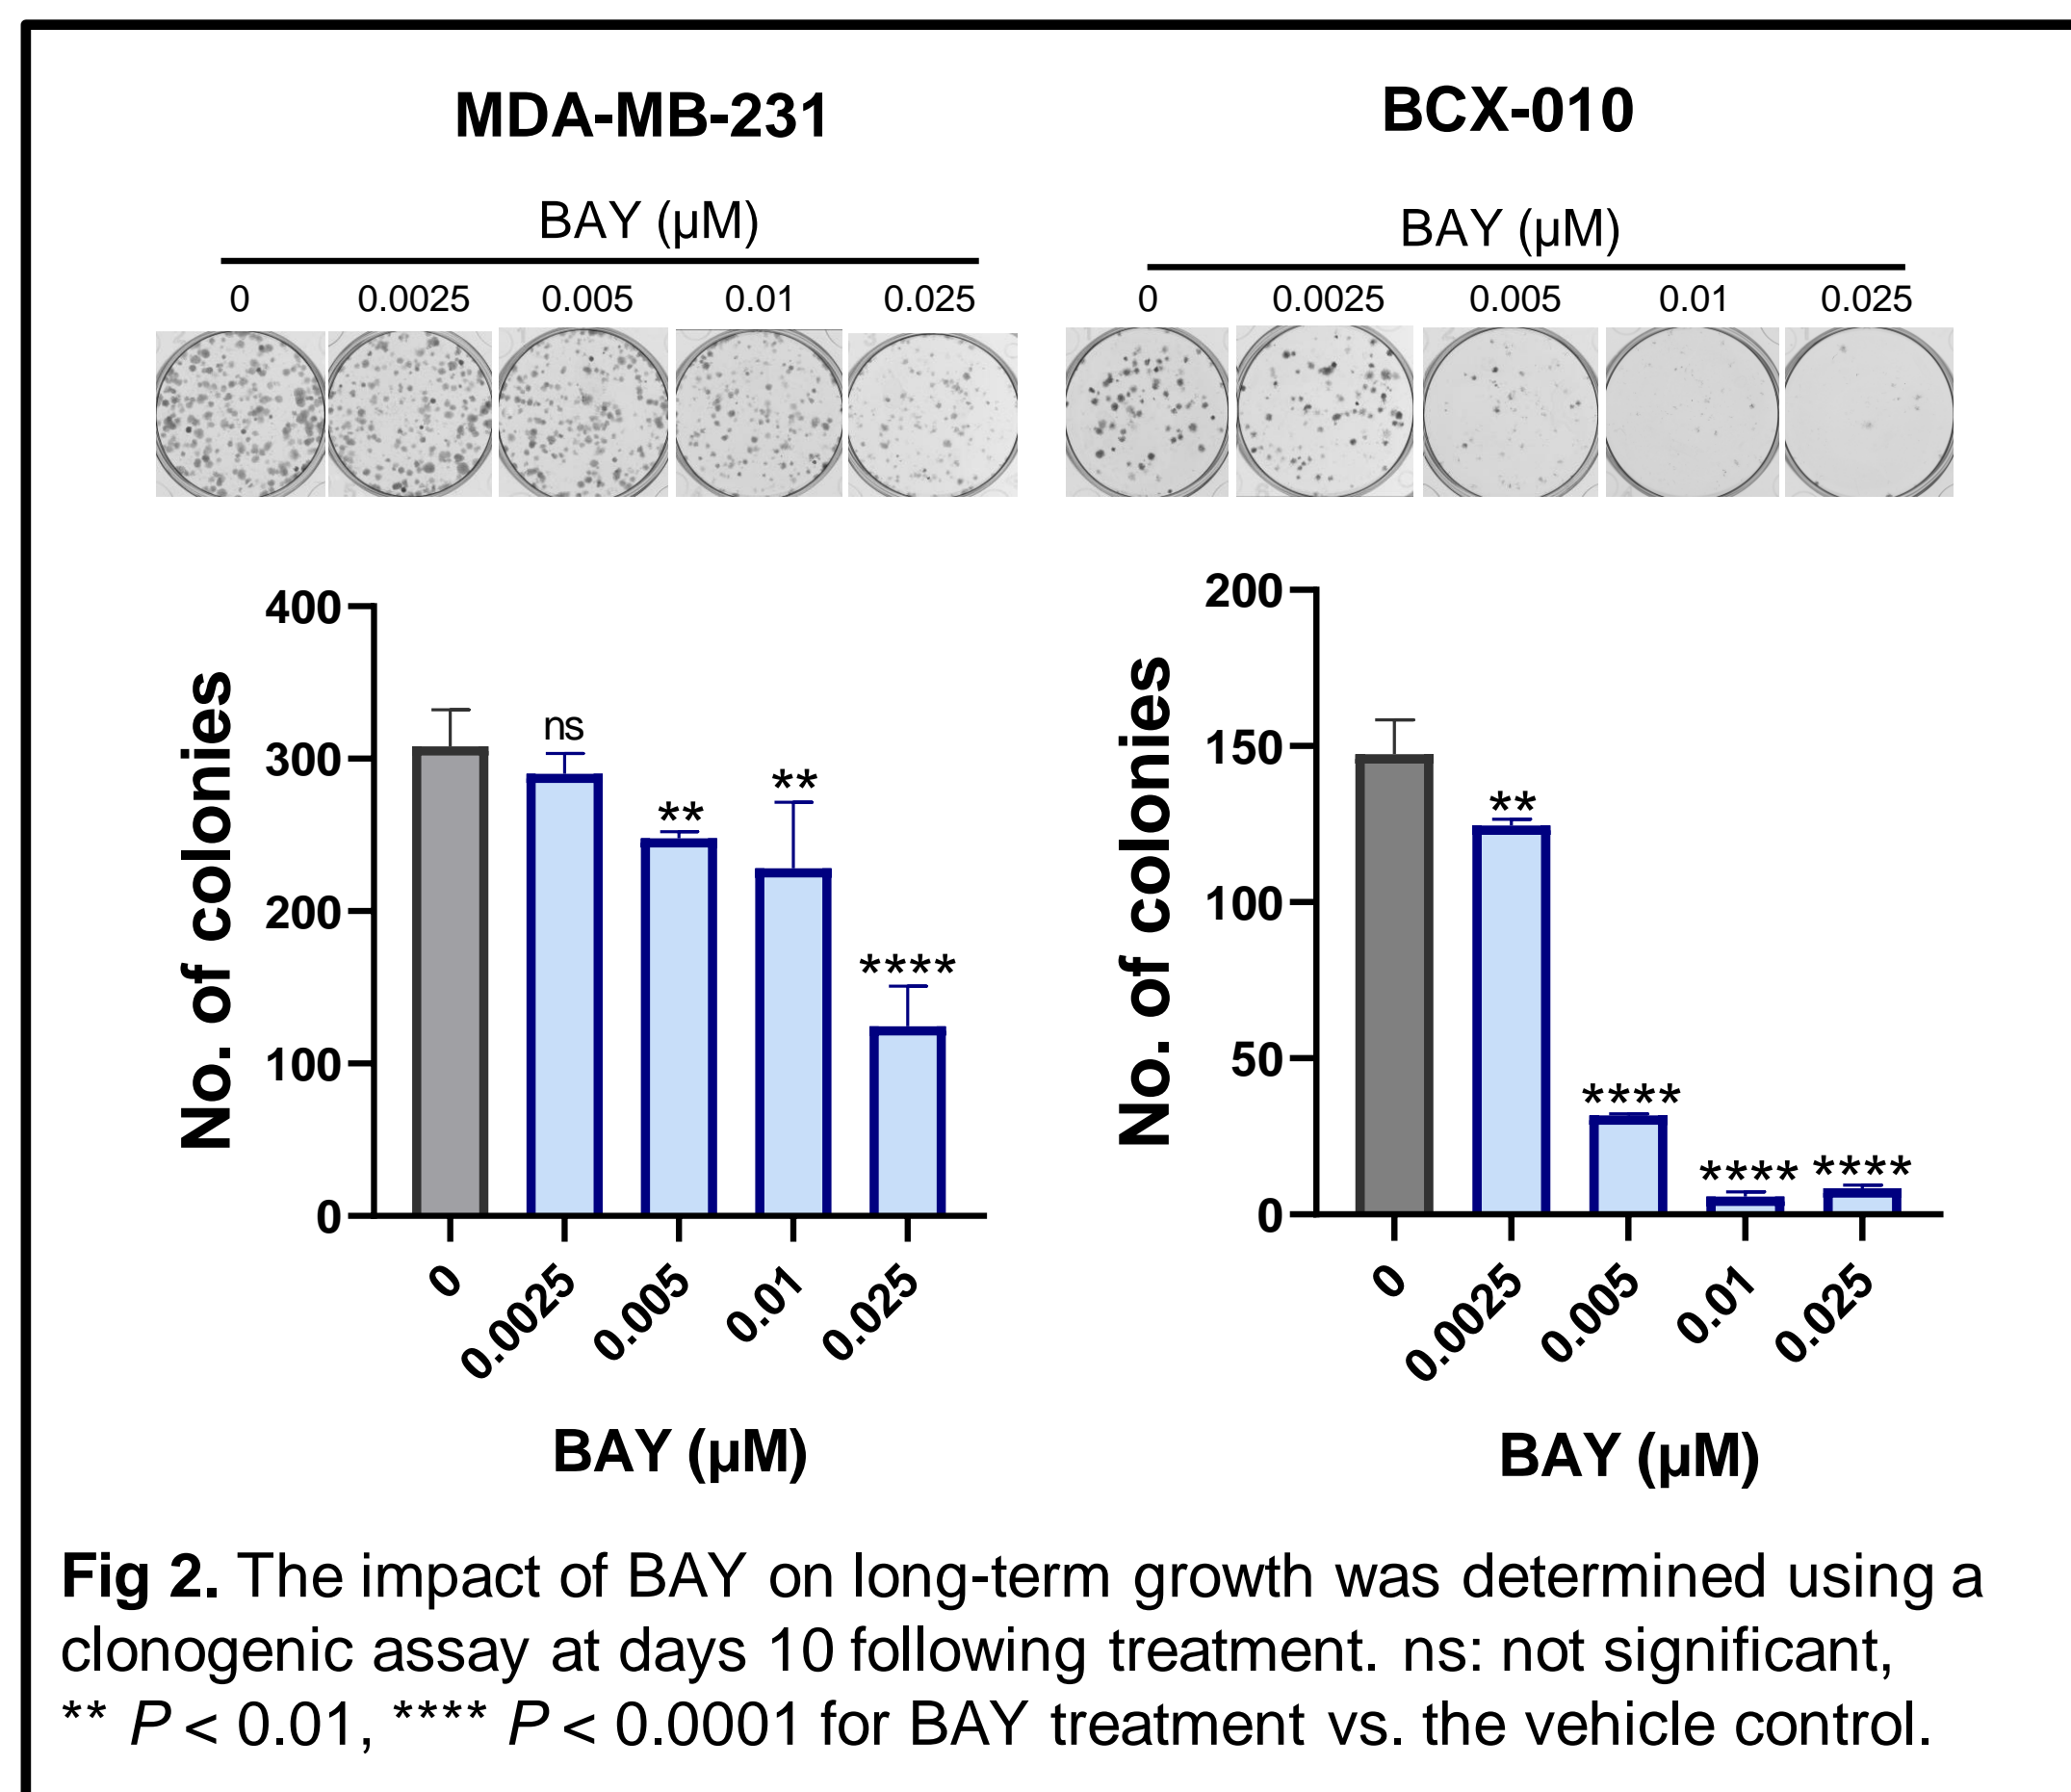 MDA-MB-231
BAY (µM)
0 0.0025 0.005 0.01 0.025
BCX-010
BAY (µM)
0 0.0025 0.005 0.01 0.025
No. of colonies
400
300
200
100
0
ns
**
**
****
0 0.0025 0.005 0.01 0.025
BAY (µM)
No. of colonies
200
150
100
50
0
**
****
****
****
0 0.0025 0.005 0.01 0.025
BAY (µM)
Fig 2. The impact of BAY on long-term growth was determined using a
clonogenic assay at days 10 following treatment. ns: not significant,
** P < 0.01, **** P < 0.0001 for BAY treatment vs. the vehicle control.